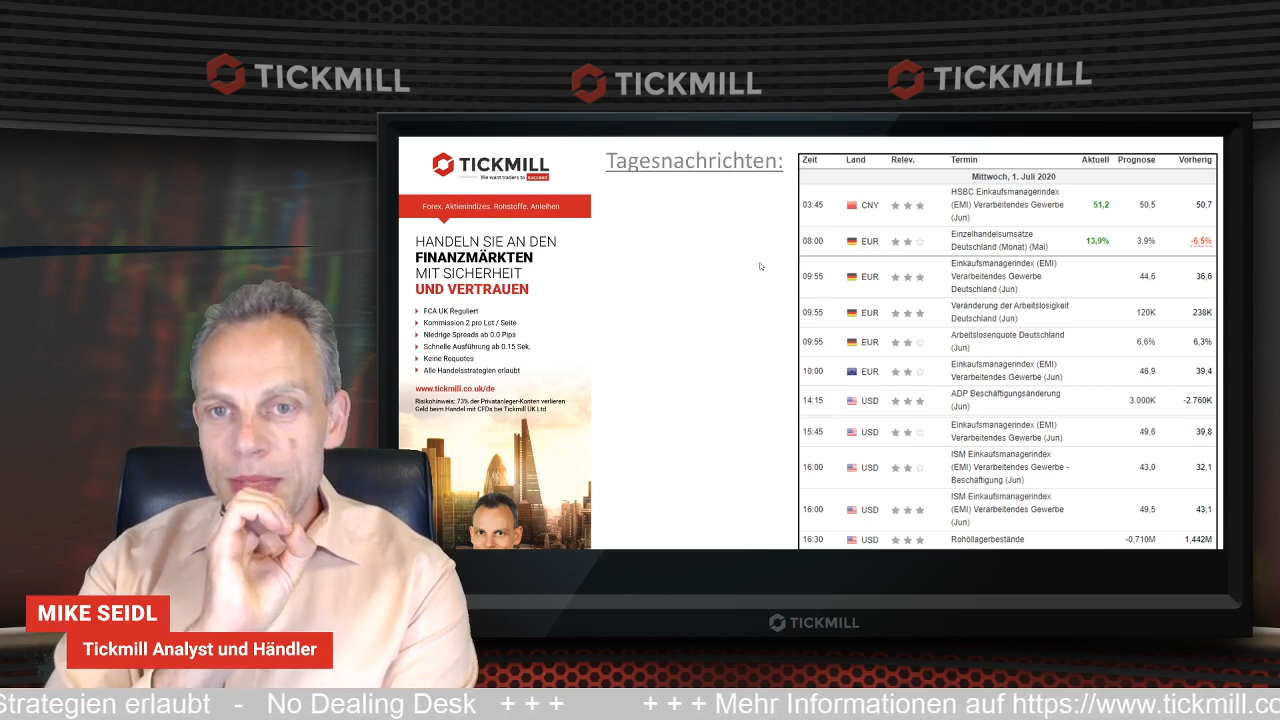 TICKMILL
TICKMILL
TICKMILL
TICKMILL
We want traders to succeed
Forex. Aktienindizes. Rohstoffe. Anleihen
HANDELN SIE AN DEN
FINANZMÄRKTEN
MIT SICHERHEIT
UND VERTRAUEN
FCA UK Reguliert
Kommission 2 pro Lot / Seite
Niedrige Spreads ab 0.0 Pips
Schnelle Ausführung ab 0.15 Sek.
Keine Requotes
Alle Handelsstrategien erlaubt
www.tickmill.co.uk/de
Risikohinweis: 73% der Privatanleger-Konten verlieren
Geld beim Handel mit CFDs bei Tickmill UK Ltd
Tagesnachrichten:
Zeit Land Relev. Termin Aktuell Prognose Vorherig
Mittwoch, 1. Juli 2020
HSBC Einkaufsmanagerindex
03:45 CNY (EMI) Verarbeitendes Gewerbe 51,2 50,5 50,7
(Jun)
Einzelhandelsumsätze
08:00 EUR 13,9% 3,9% -6.5%
Deutschland (Monat) (Mai)
Einkaufsmanagerindex (EMI)
09:55 EUR Verarbeitendes Gewerbe 44,6 36,6
Deutschland (Jun)
Veränderung der Arbeitslosigkeit
09:55 EUR 120K 238K
Deutschland (Jun)
Arbeitslosenquote Deutschland
09:55 EUR 6,6% 6,3%
(Jun)
Einkaufsmanagerindex (EMI)
10:00 EUR 46,9 39,4
Verarbeitendes Gewerbe (Jun)
ADP Beschäftigungsänderung
14:15 USD 3.000K -2.760K
(Jun)
Einkaufsmanagerindex (EMI)
15:45 USD 49,6 39,8
Verarbeitendes Gewerbe (Jun)
ISM Einkaufsmanagerindex
16:00 USD (EMI) Verarbeitendes Gewerbe - 43,0 32,1
Beschäftigung (Jun)
ISM Einkaufsmanagerindex
16:00 USD (EMI) Verarbeitendes Gewerbe 49,5 43,1
(Jun)
16:30 USD Rohöllagerbestände -0,710M 1,442M
TICKMILL
MIKE SEIDL
Tickmill Analyst und Händler
Strategien erlaubt - No Dealing Desk + + + + + + Mehr Informationen auf https://www.tickmill.co